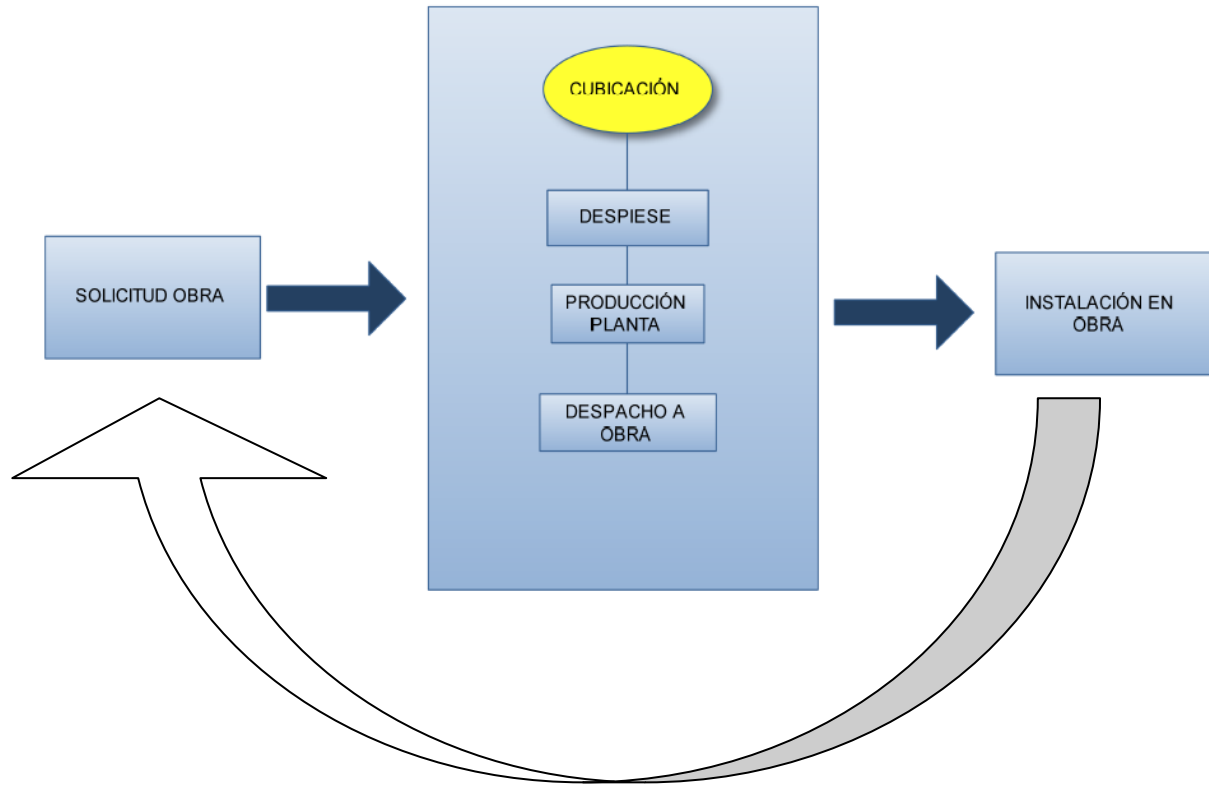 CUBICACIÓN
DESPIESE
PRODUCCIÓN
PLANTA
DESPACHO A
OBRA
SOLICITUD OBRA
INSTALACIÓN EN
OBRA